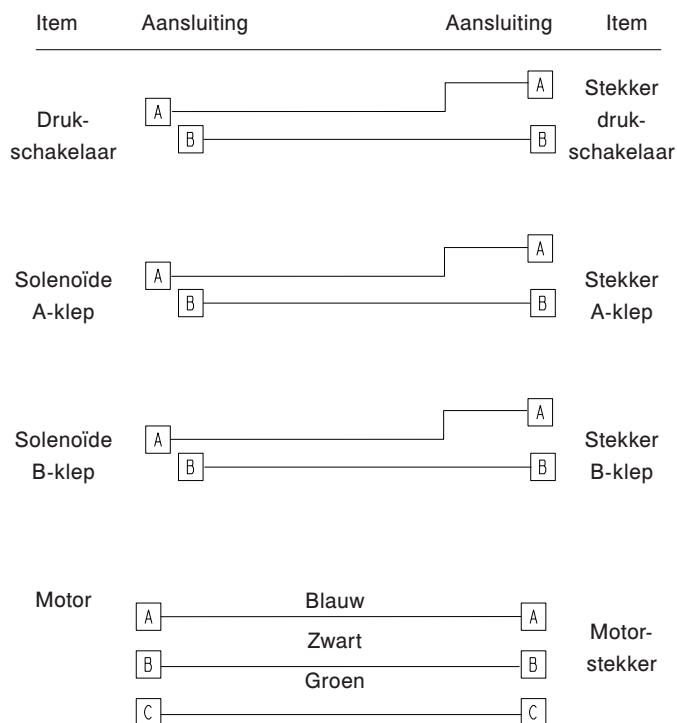 Item Aansluiting Aansluiting Item
A Stekker
Druk- A druk-
schakelaar B B schakelaar
A
Solenoïde A Stekker
A-klep B B A-klep
A
Solenoïde A Stekker
B-klep B B B-klep
Motor Blauw
A A Motor-
Zwart
B B stekker
Groen
C C